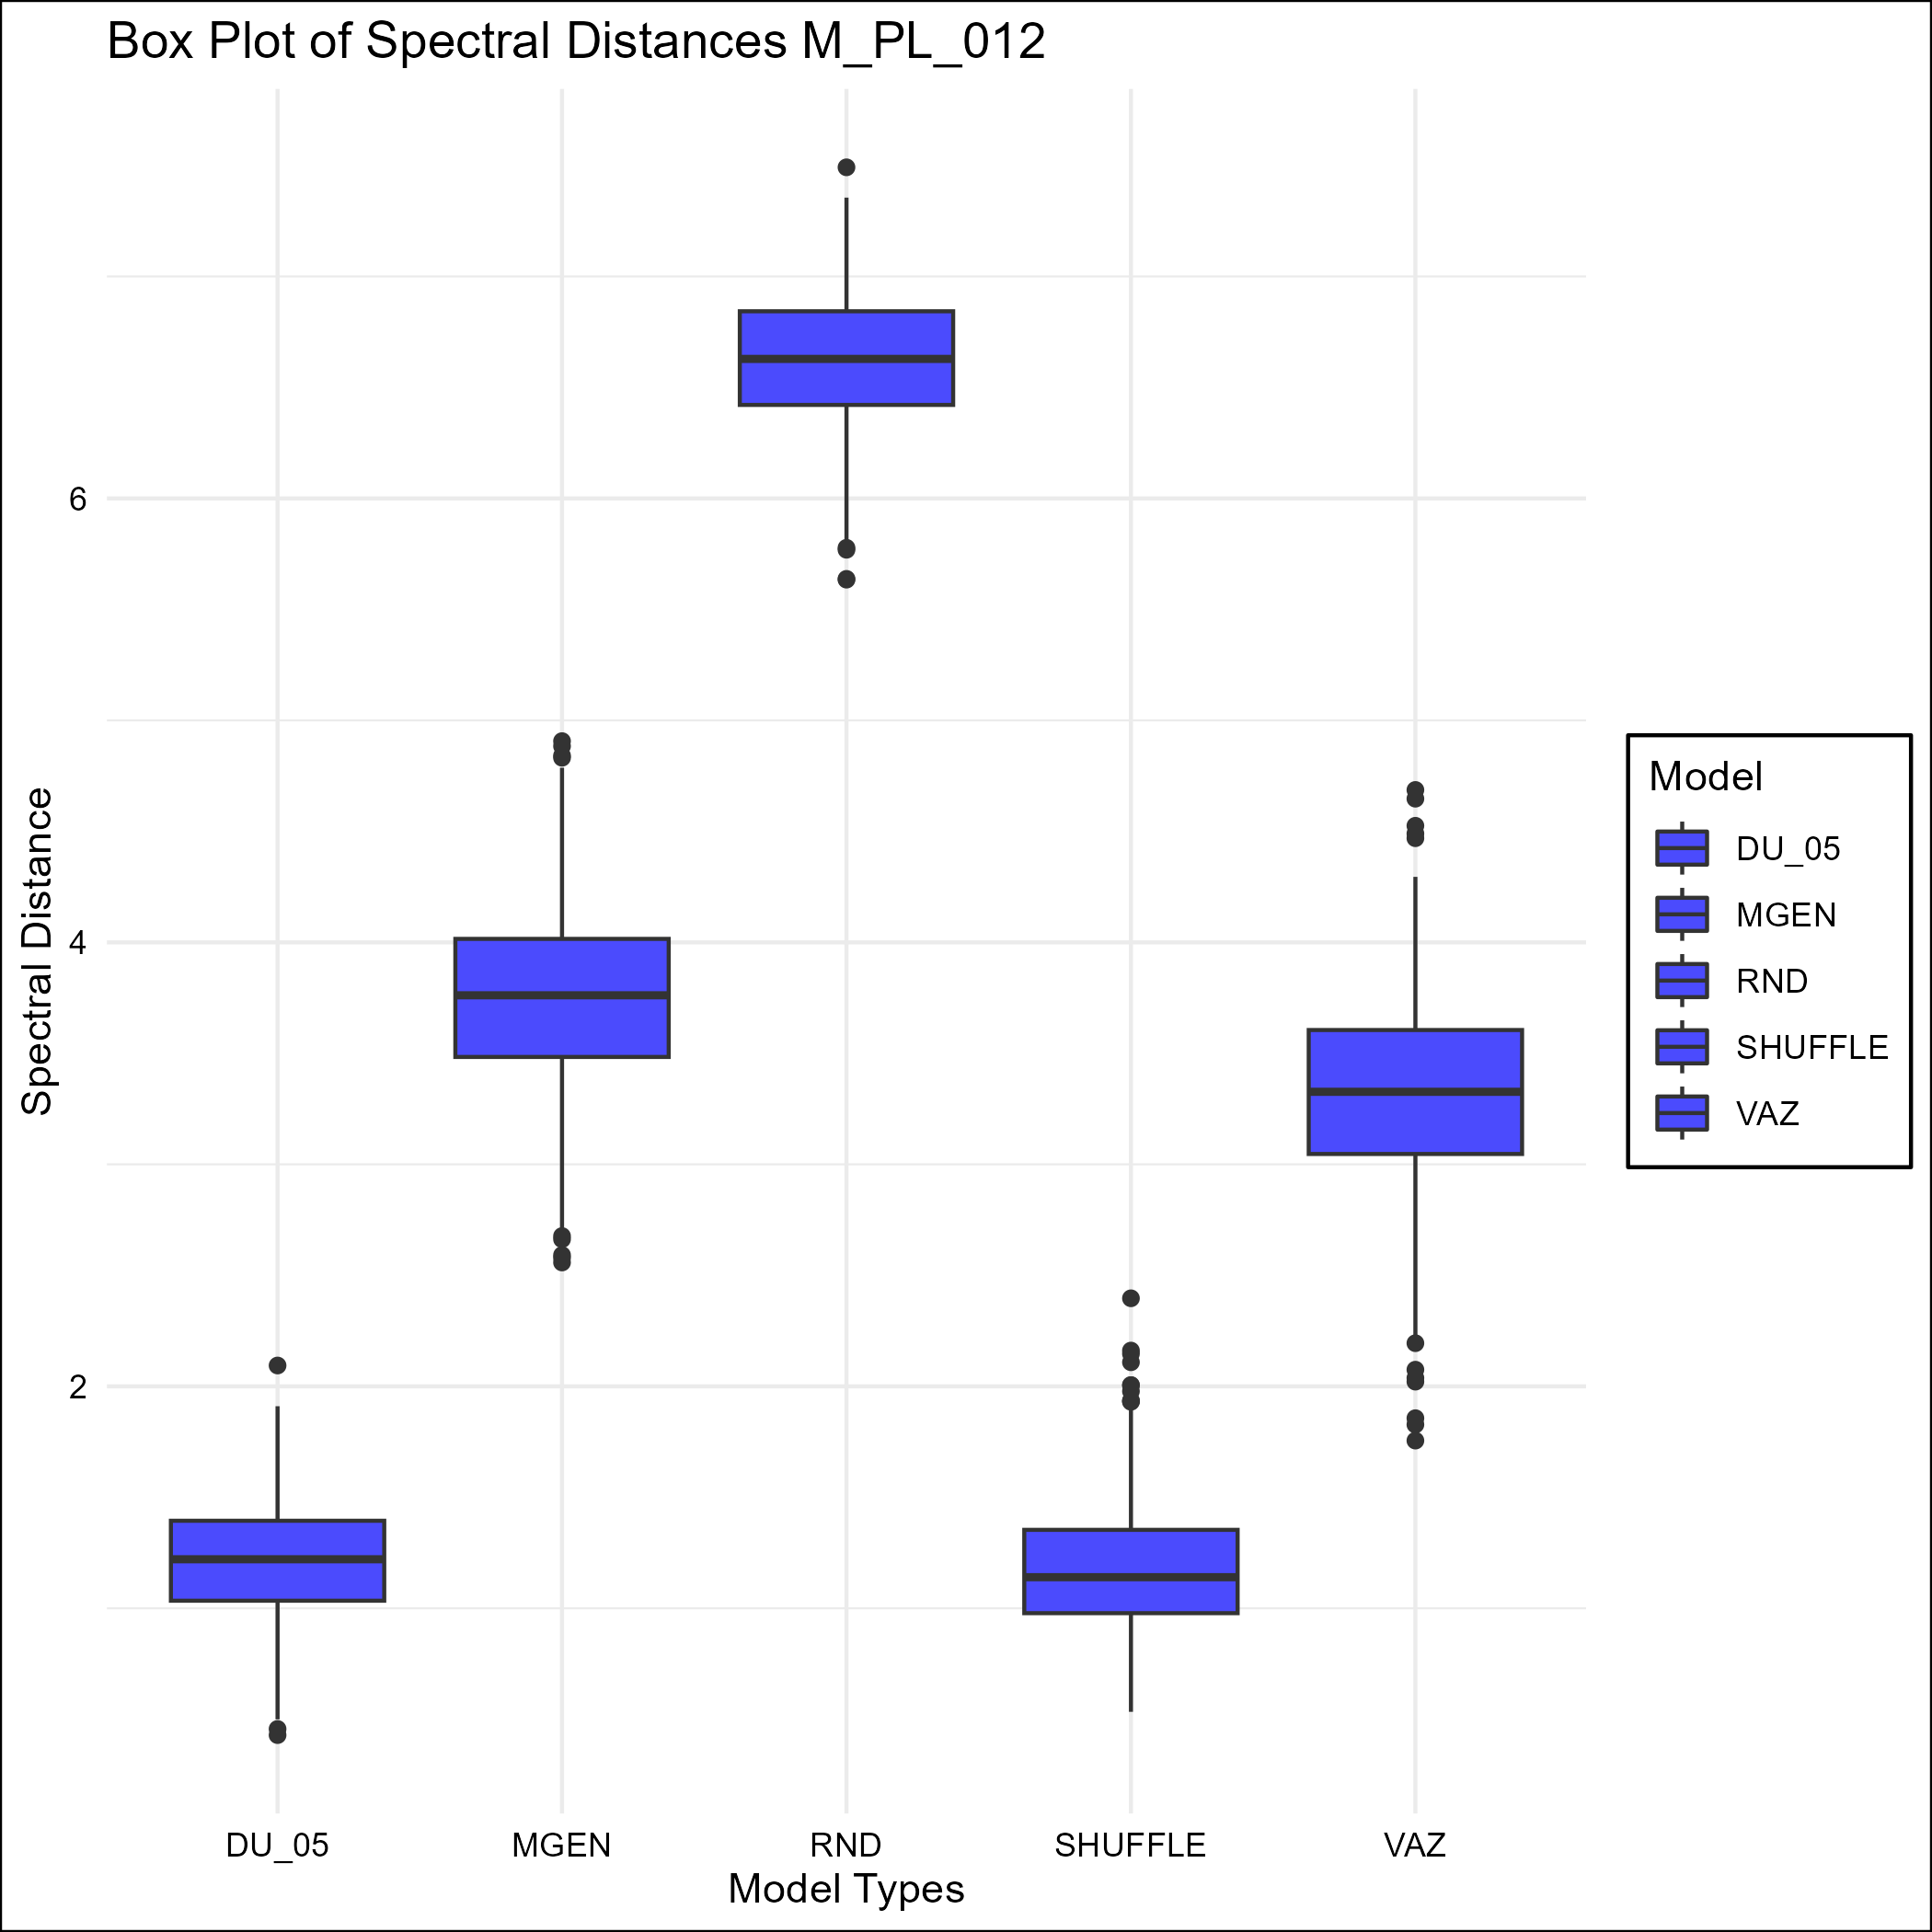 Box Plot of Spectral Distances M_PL_012
6
4
2
Spectral Distance
DU_05
MGEN
RND
SHUFFLE
VAZ
Model Types
Model
DU_05
MGEN
RND
SHUFFLE
VAZ